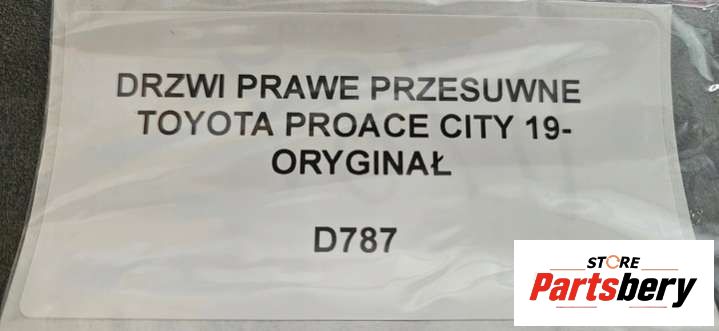 DRZWI PRAWE PRZESUWNE
TOYOTA PROACE CITY 19-
ORYGINAŁ
D787
STORE
Partsbery